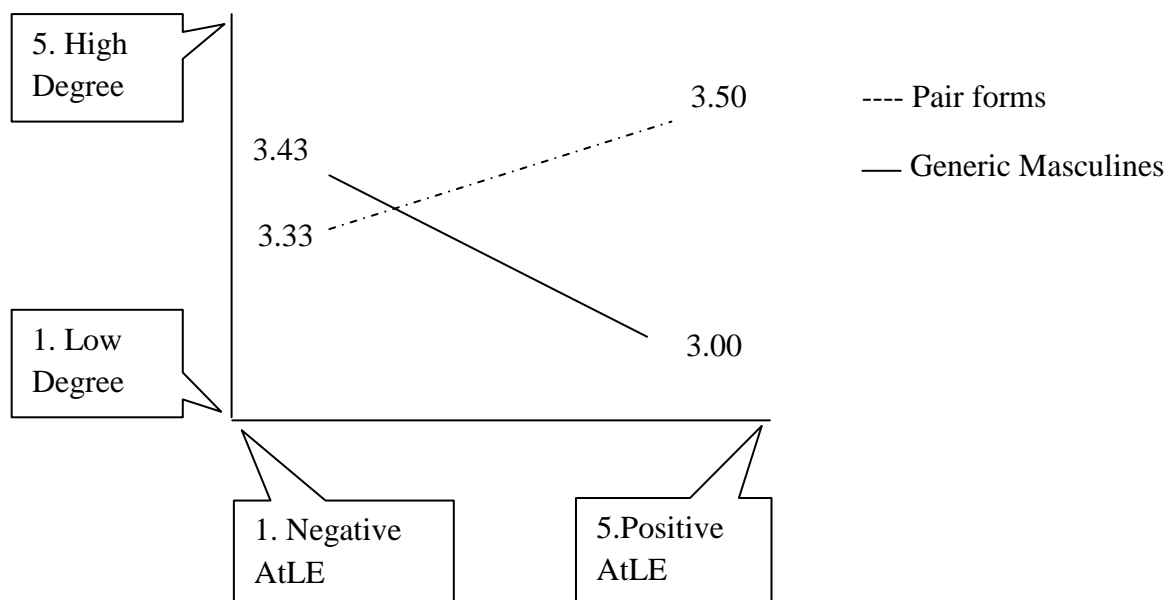 5. High
Degree
3.50
---- Pair forms
3.43
Generic Masculines
3.33
1. Low
Degree
3.00
1. Negative
AtLE
5.Positive
AtLE